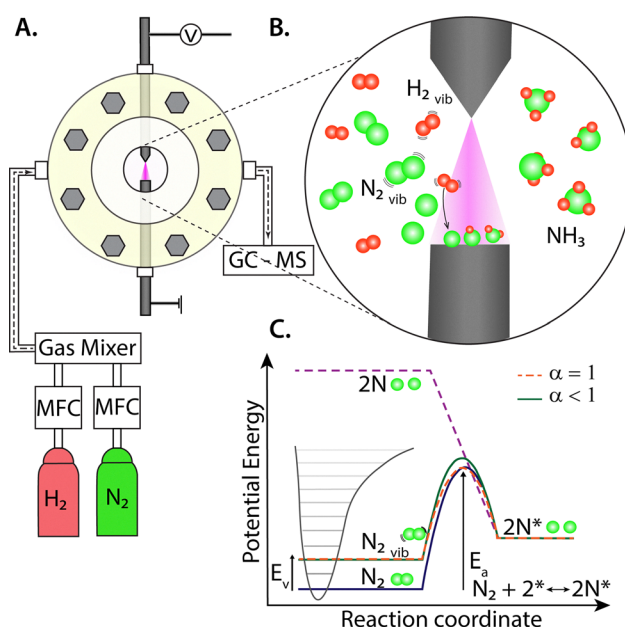 A.
V
GC - MS
Gas Mixer
MFC
MFC
H₂
N₂
B.
H₂ vib
N₂ vib
NH₃
C.
Potential Energy
Reaction coordinate
2N
α = 1
α < 1
N₂ vib
N₂
Eᵥ
Eₐ
2N*
N₂ + 2* ↔ 2N*